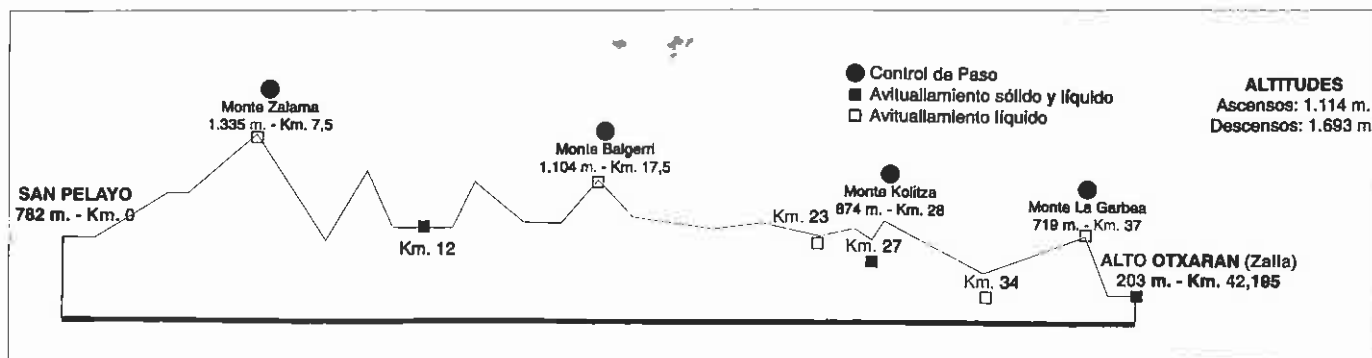 Control de Paso
Avituallamiento sólido y líquido
Avituallamiento líquido
ALTITUDES
Ascensos: 1.114 m.
Descensos: 1.693 m
SAN PELAYO
782 m. - Km. 0
Monte Zalama
1.335 m. - Km. 7,5
Km. 12
Monte Balgerri
1.104 m. - Km. 17,5
Km. 23
Km. 27
Monte Kolitza
874 m. - Km. 28
Km. 34
Monte La Garbea
719 m. - Km. 37
ALTO OTXARAN (Zalla)
203 m. - Km. 42,195